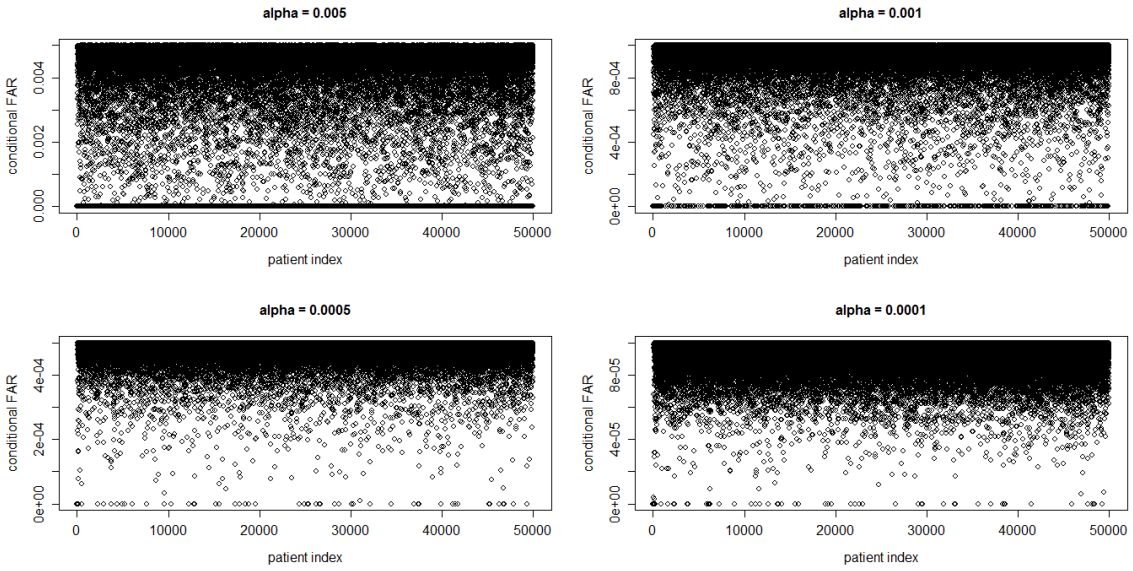 alpha = 0.005
conditional FAR
0.004
0.002
0.000
0 10000 20000 30000 40000 50000
patient index
alpha = 0.001
conditional FAR
8e-04
4e-04
0e+00
0 10000 20000 30000 40000 50000
patient index
alpha = 0.0005
conditional FAR
4e-04
2e-04
0e+00
0 10000 20000 30000 40000 50000
patient index
alpha = 0.0001
conditional FAR
8e-05
4e-05
0e+00
0 10000 20000 30000 40000 50000
patient index